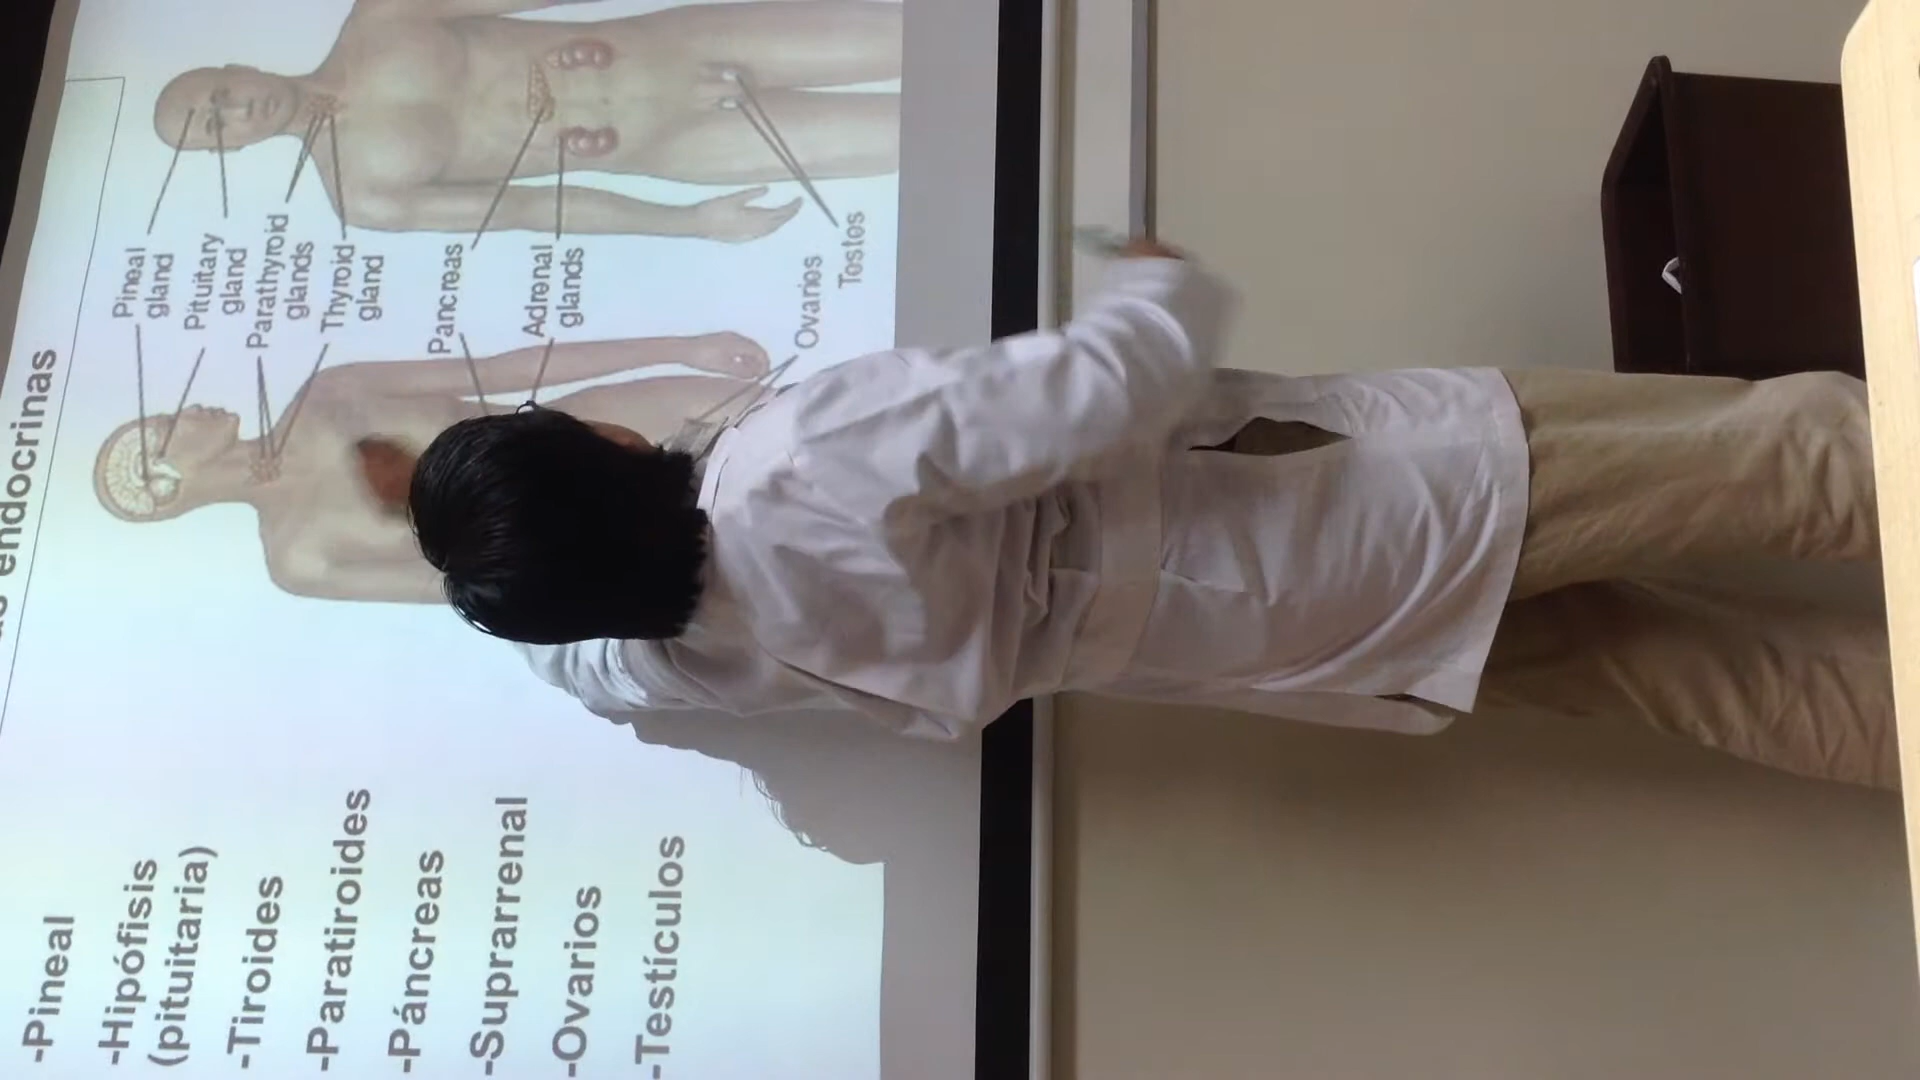 endocrinas
-Pineal
-Hipófisis
(pituitaria)
-Tiroides
-Paratiroides
-Páncreas
-Suprarrenal
-Ovarios
-Testículos
Pineal
gland
Pituitary
gland
Parathyroid
glands
Thyroid
gland
Pancreas
Adrenal
glands
Ovaries
Testes